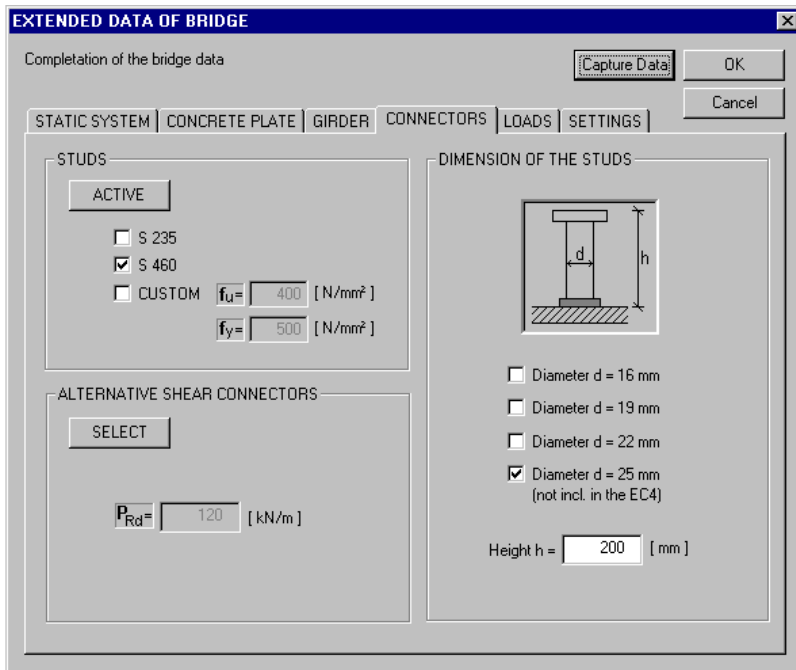 EXTENDED DATA OF BRIDGE
Completion of the bridge data
Capture Data
OK
Cancel
STATIC SYSTEM
CONCRETE PLATE
GIRDER
CONNECTORS
LOADS
SETTINGS
STUDS
ACTIVE
S 235
S 460
CUSTOM fu= 400 [ N/mm² ]
fy= 500 [ N/mm² ]
ALTERNATIVE SHEAR CONNECTORS
SELECT
PRd= 120 [ kN/m ]
DIMENSION OF THE STUDS
d
h
Diameter d = 16 mm
Diameter d = 19 mm
Diameter d = 22 mm
Diameter d = 25 mm
(not incl. in the EC4)
Height h = 200 [ mm ]